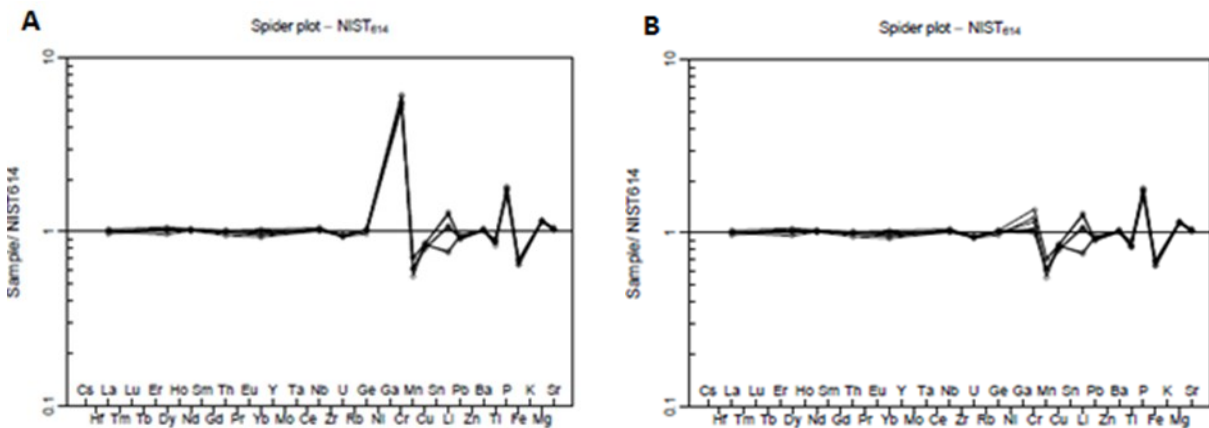 A
Spider plot – NIST614
10
1
0.1
Sample/ NIST614
Cs La Lu Er Ho Sm Th Eu Y Ta Nb U Ge Ga Mn Sn Pb Ba P K Sr
Hf Tm Tb Dy Nd Gd Pr Yb Mo Ce Zr Rb Ni Cr Cu Li Zn Ti Fe Mg
B
Spider plot – NIST614
10
1
0.1
Sample/ NIST614
Cs La Lu Er Ho Sm Th Eu Y Ta Nb U Ge Ga Mn Sn Pb Ba P K Sr
Hf Tm Tb Dy Nd Gd Pr Yb Mo Ce Zr Rb Ni Cr Cu Li Zn Ti Fe Mg